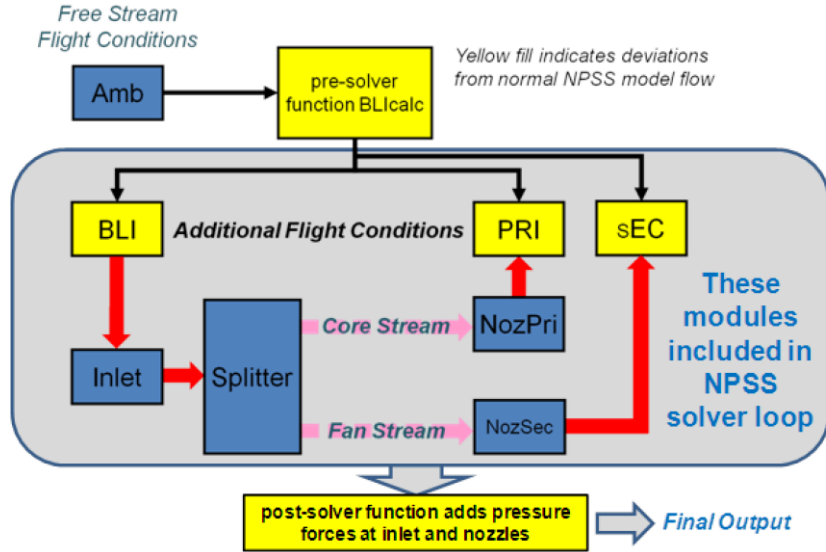 Free Stream
Flight Conditions
Amb
pre-solver
function BLIcalc
Yellow fill indicates deviations
from normal NPSS model flow
BLI
Additional Flight Conditions
PRI
sEC
Inlet
Splitter
Core Stream
NozPri
Fan Stream
NozSec
These
modules
included in
NPSS
solver loop
post-solver function adds pressure
forces at inlet and nozzles
Final Output